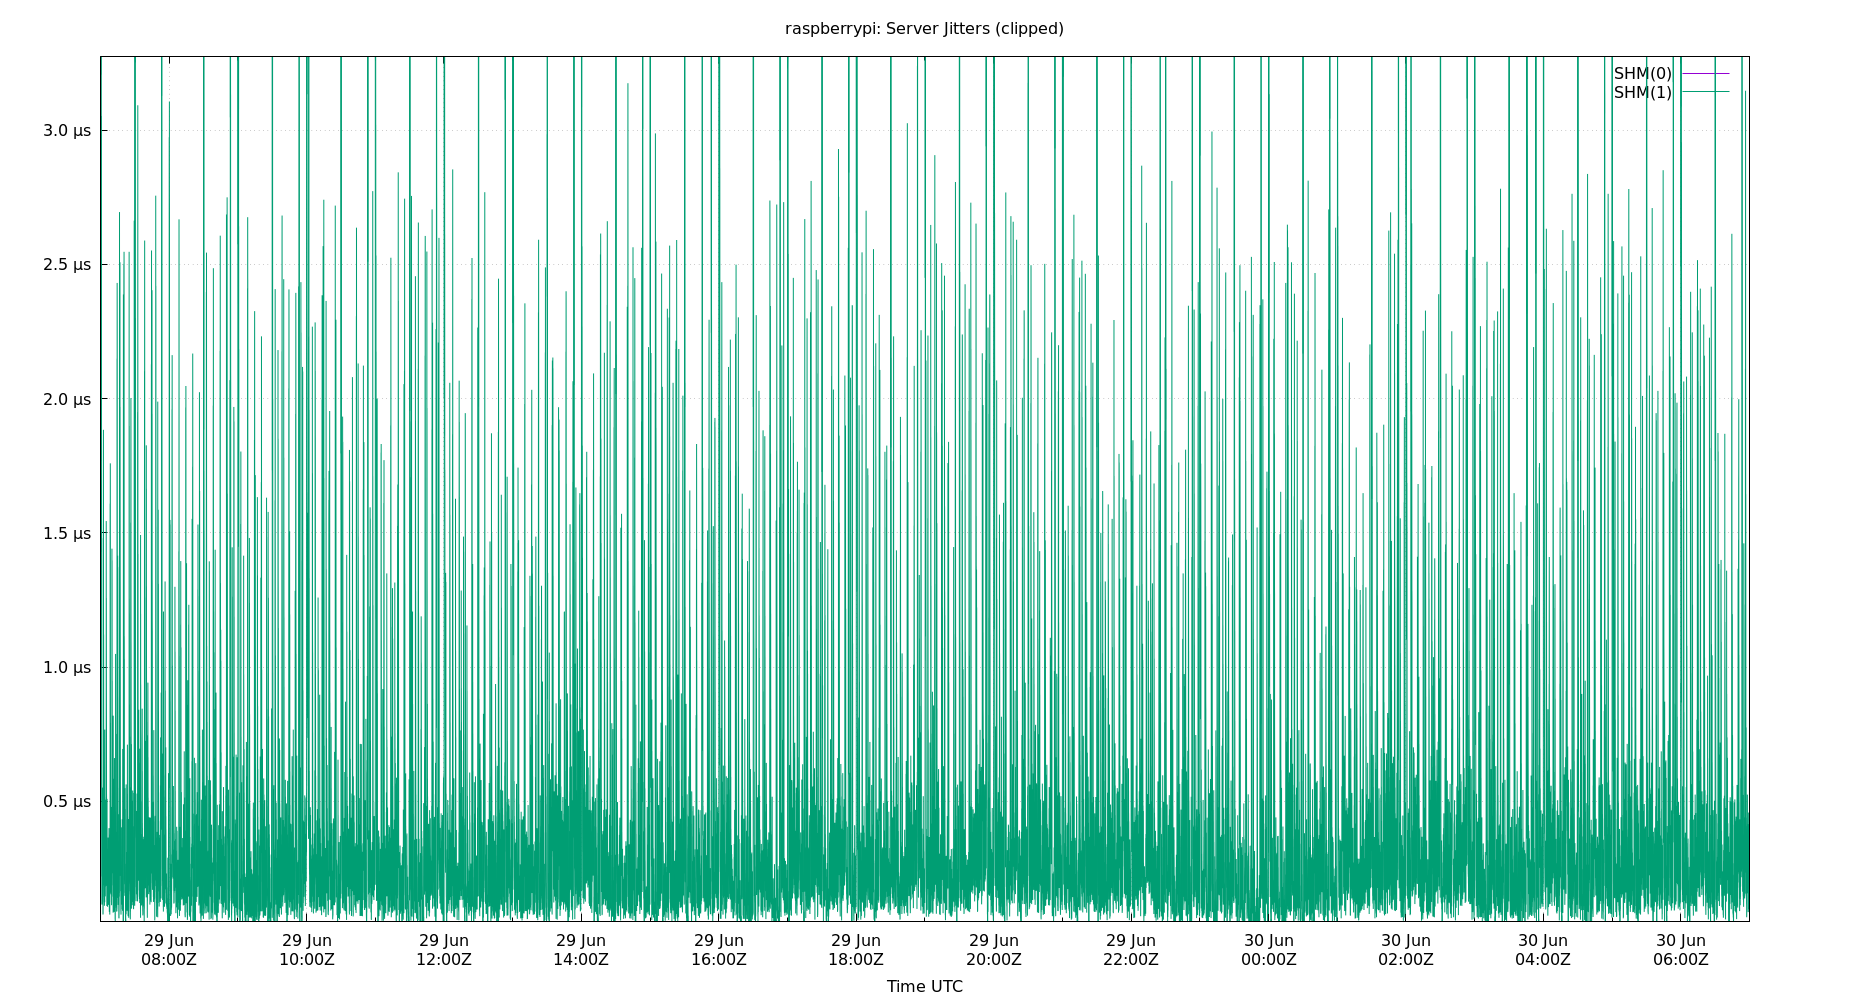 raspberrypi: Server Jitters (clipped)
SHM(0)
SHM(1)
3.0 µs
2.5 µs
2.0 µs
1.5 µs
1.0 µs
0.5 µs
29 Jun 29 Jun 29 Jun 29 Jun 29 Jun 29 Jun 29 Jun 29 Jun 30 Jun 30 Jun 30 Jun 30 Jun
08:00Z 10:00Z 12:00Z 14:00Z 16:00Z 18:00Z 20:00Z 22:00Z 00:00Z 02:00Z 04:00Z 06:00Z
Time UTC